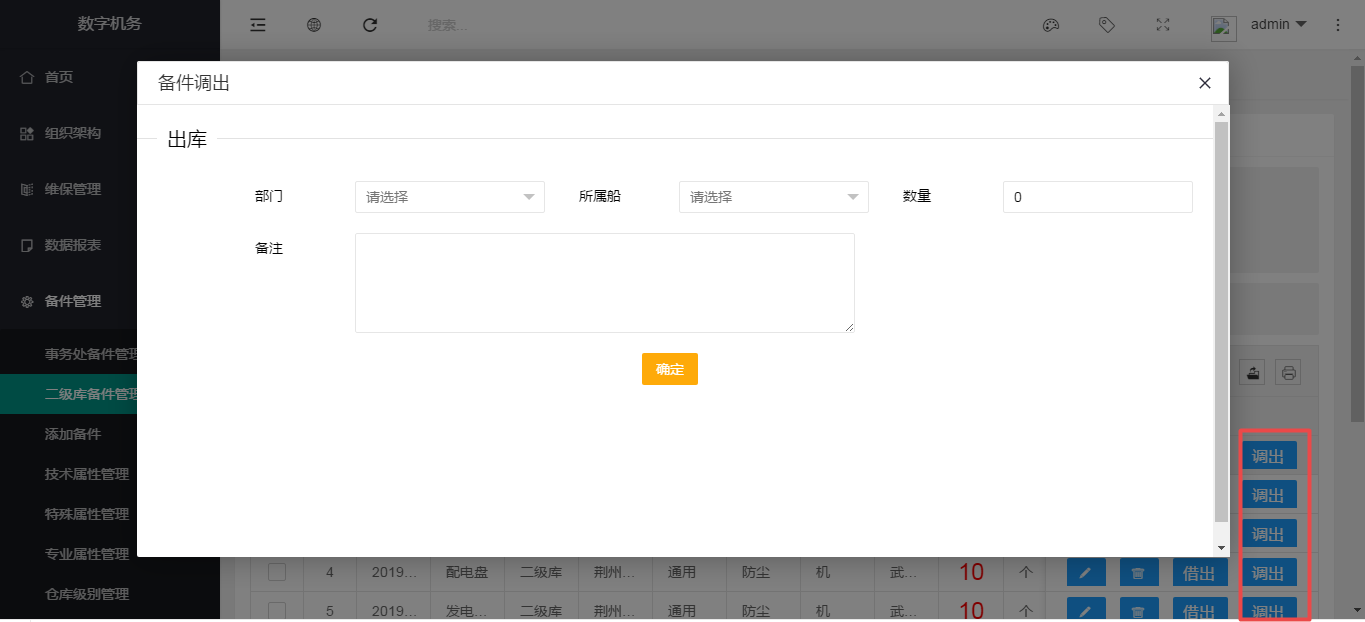 数字机务
搜索...
admin
首页
组织架构
维保管理
数据报表
备件管理
事务处备件管理
二级库备件管理
添加备件
技术属性管理
特殊属性管理
专业属性管理
仓库级别管理
备件调出
出库
部门 请选择 所属船 请选择 数量 0
备注
确定
调出
调出
调出
4 2019... 配电盘 二级库 荆州... 通用 防尘 机 武... 10 个 借出 调出
5 2019... 发电... 二级库 荆州... 通用 防尘 机 武... 10 个 借出 调出